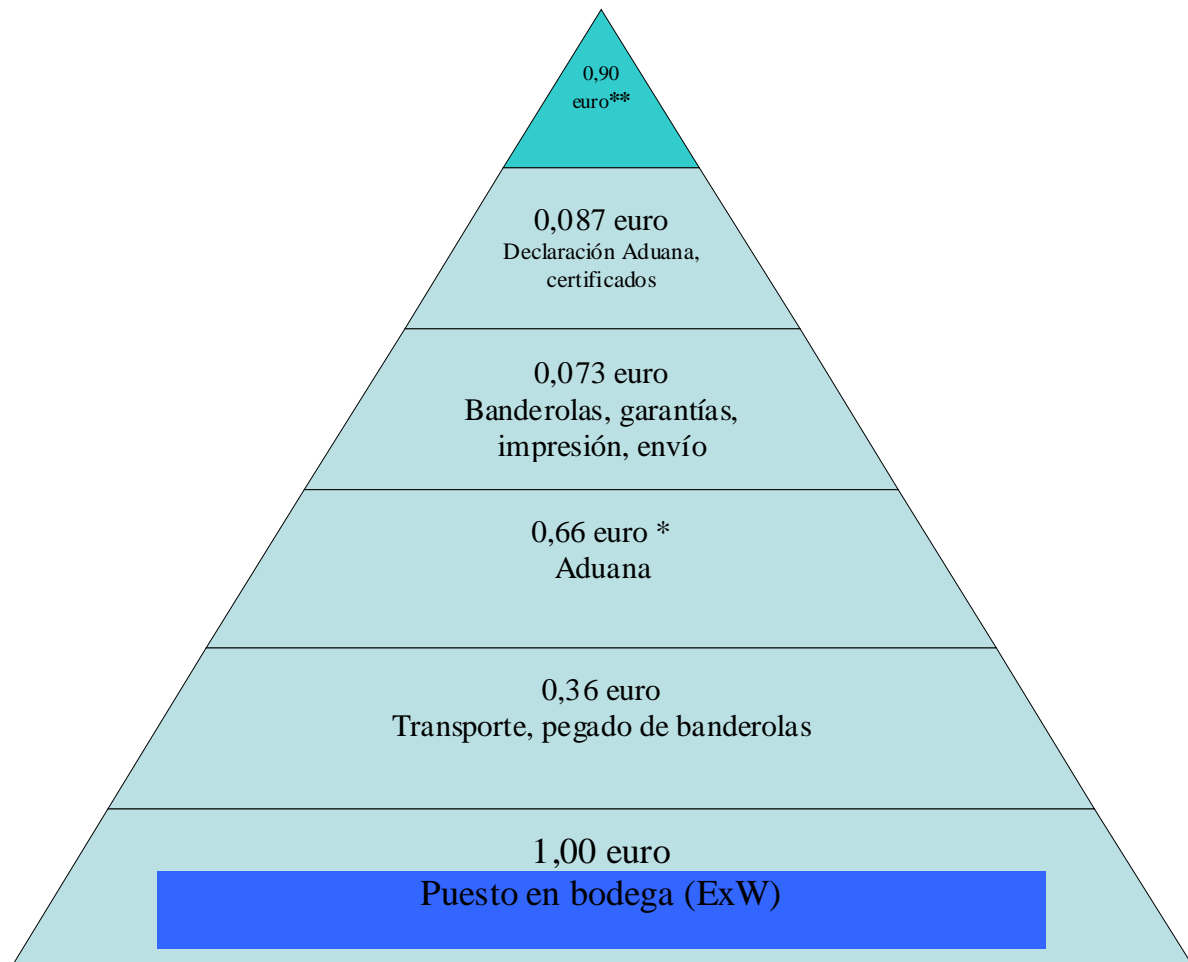 0,90
euro**
0,087 euro
Declaración Aduana,
certificados
0,073 euro
Banderolas, garantías,
impresión, envío
0,66 euro *
Aduana
0,36 euro
Transporte, pegado de banderolas
1,00 euro
Puesto en bodega (ExW)